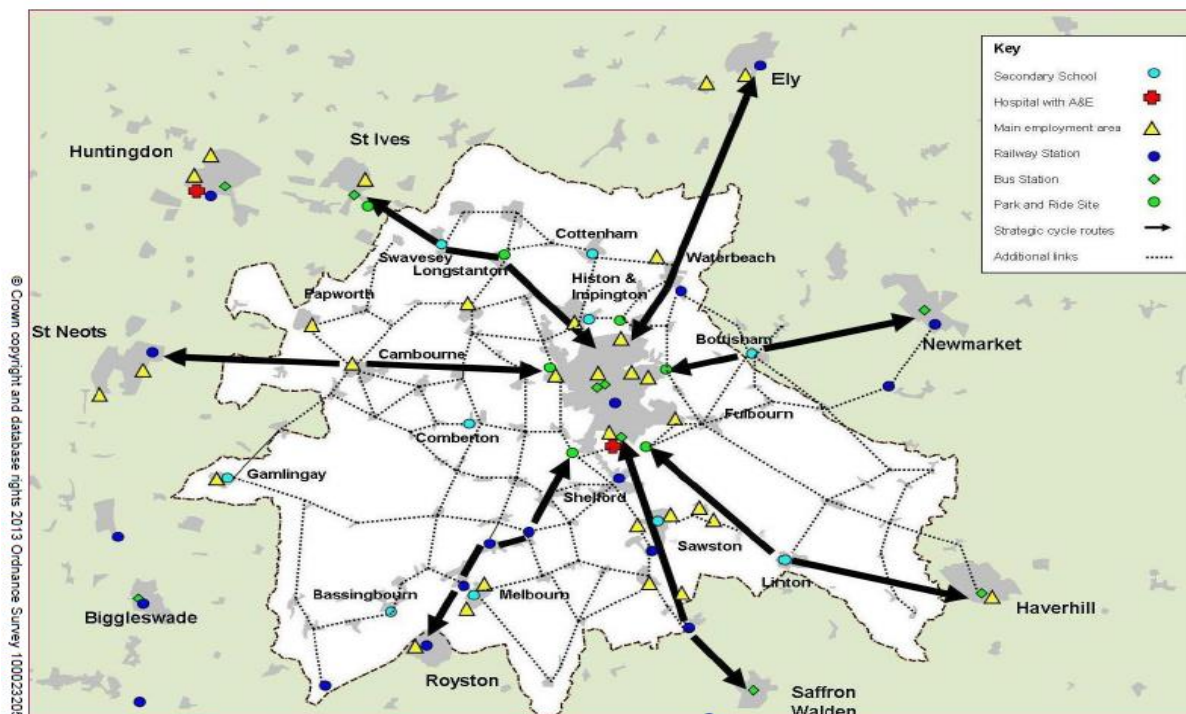 Key
Secondary School
Hospital with A&E
Main employment area
Railway Station
Bus Station
Park and Ride Site
Strategic cycle routes
Additional links
Ely
Huntingdon
St Ives
Cottenham
Swavesey
Longstanton
Waterbeach
Histon &
Impington
Papworth
St Neots
Cambourne
Bottisham
Newmarket
Comberton
Fulbourn
Gamlingay
Shelford
Sawston
Linton
Bassingbourn
Melbourn
Biggleswade
Haverhill
Royston
Saffron
Walden
© Crown copyright and database rights 2013 Ordnance Survey